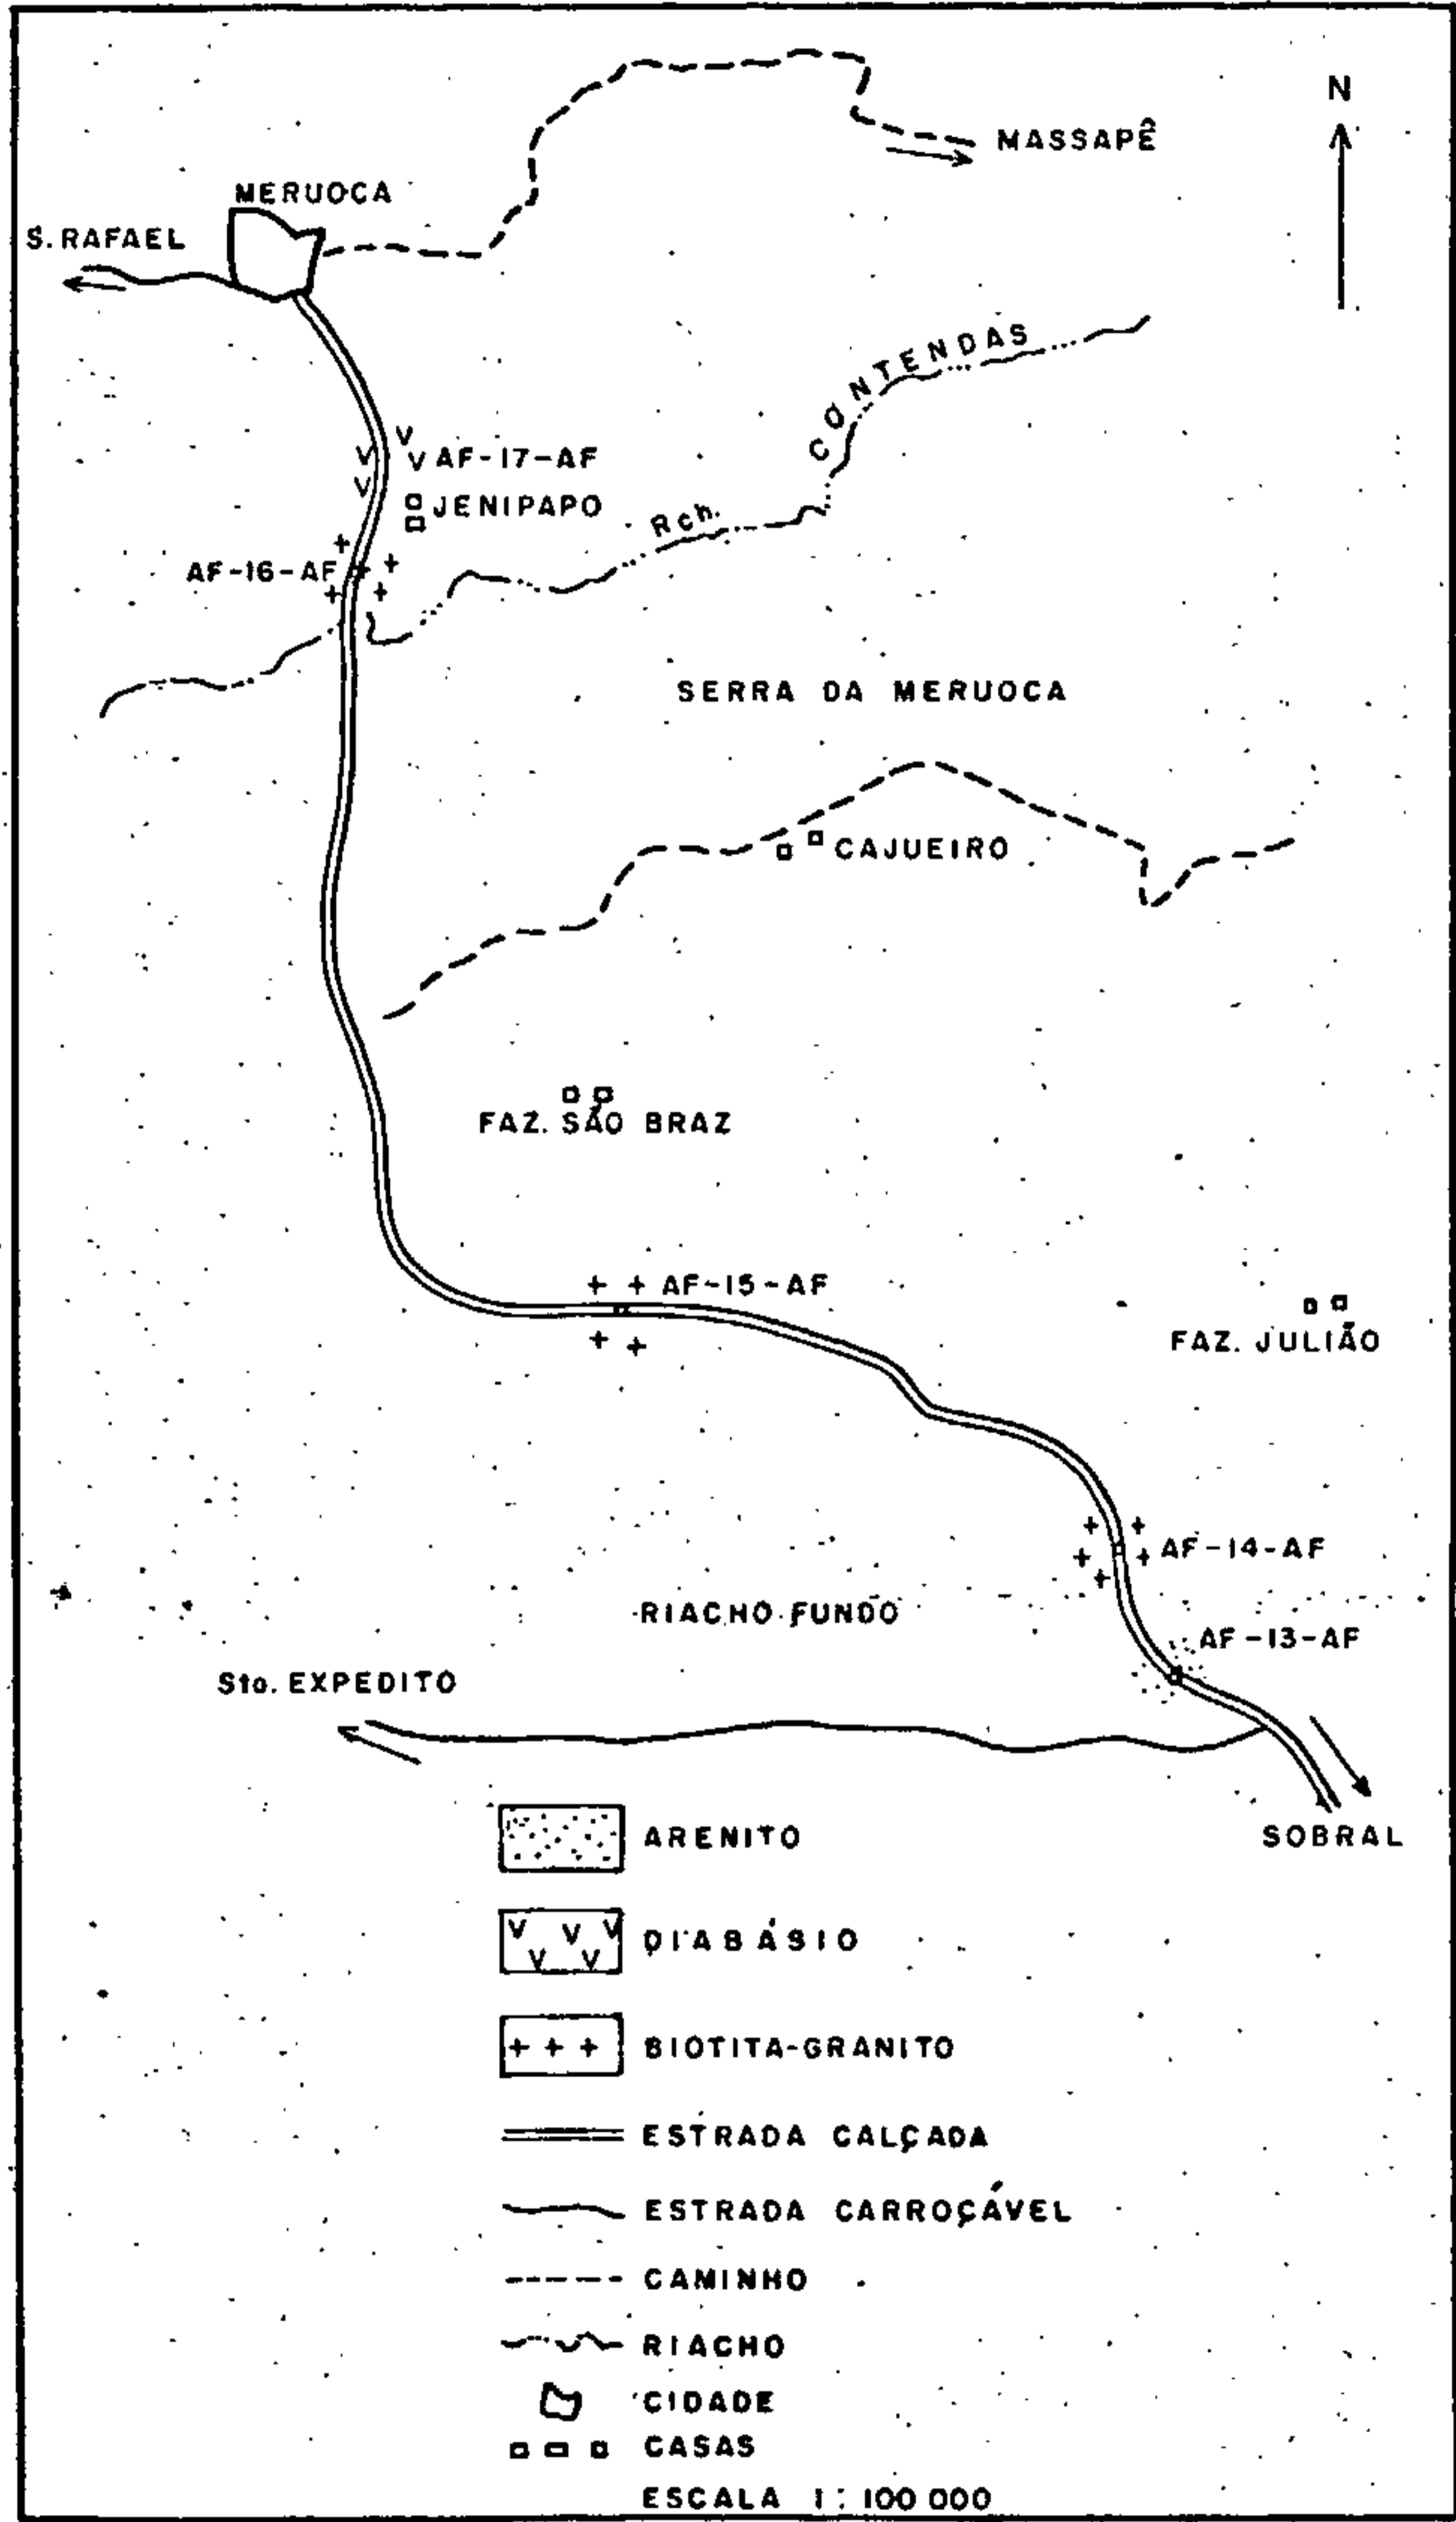 N
MASSAPÊ
MERUOCA
S. RAFAEL
CONTENDAS
AF-17-AF
JENIPAPO
Rch.
AF-16-AF
SERRA DA MERUOCA
CAJUEIRO
FAZ. SÃO BRAZ
AF-15-AF
FAZ. JULIÃO
AF-14-AF
RIACHO FUNDO
AF-13-AF
Sto. EXPEDITO
SOBRAL
ARENITO
DIABÁSIO
BIOTITA-GRANITO
ESTRADA CALÇADA
ESTRADA CARROÇÁVEL
CAMINHO
RIACHO
CIDADE
CASAS
ESCALA 1:100 000